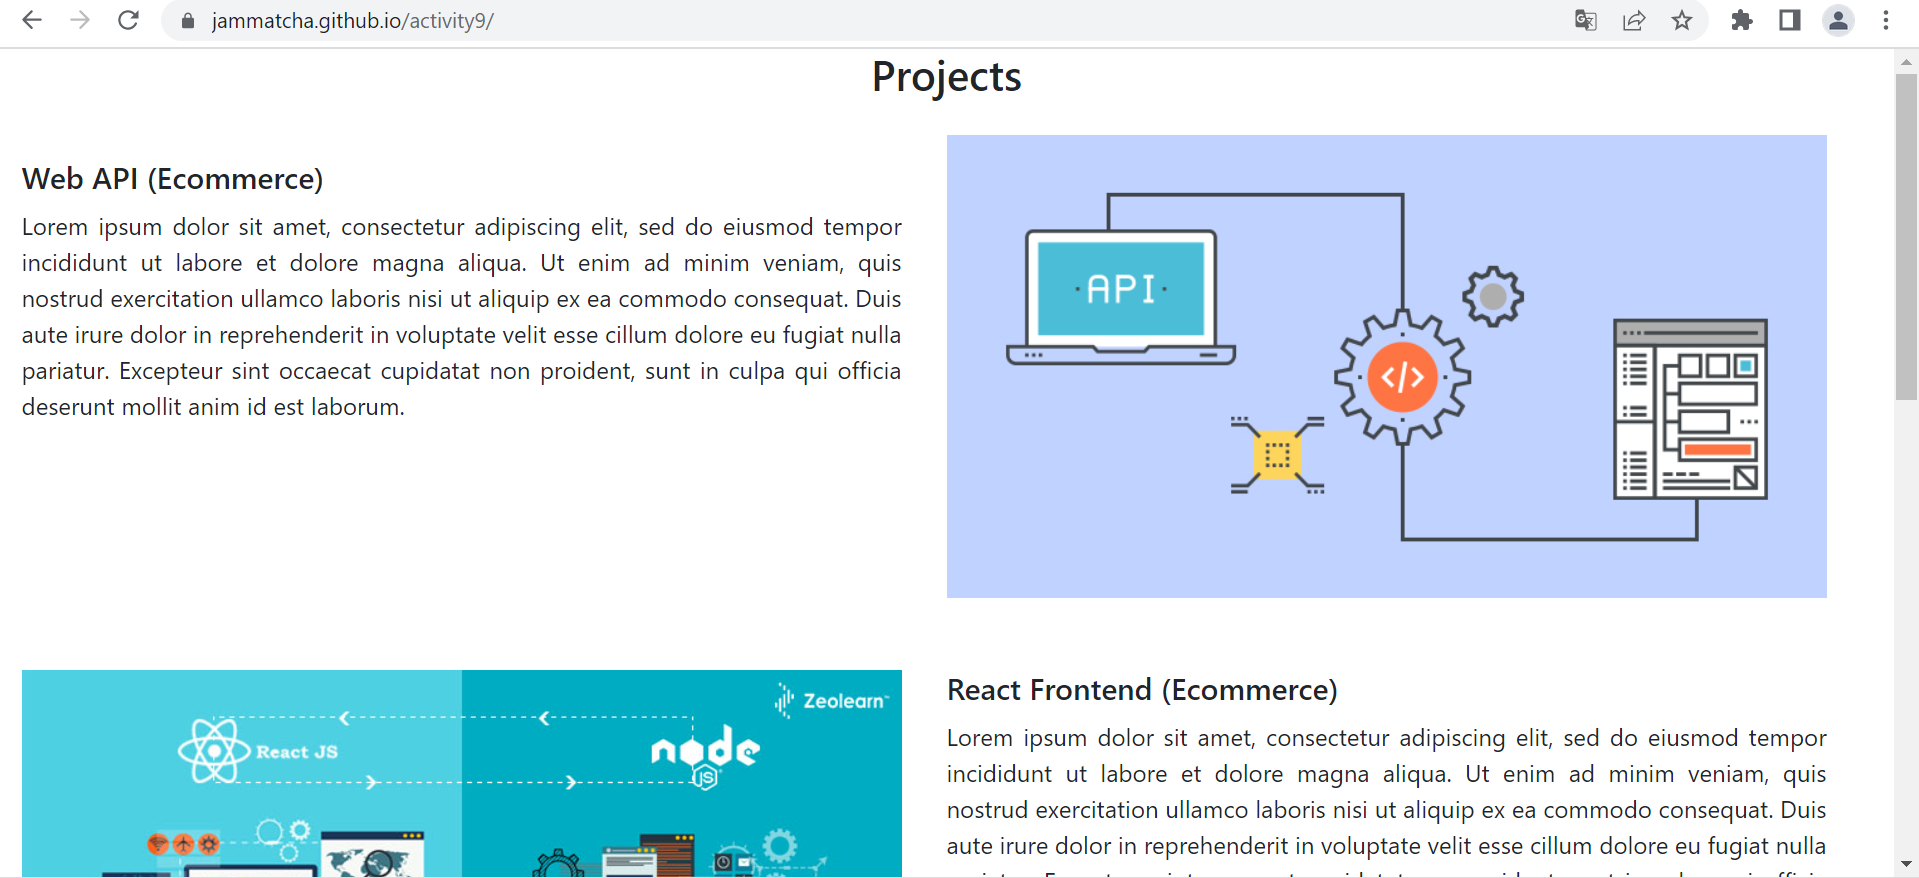 jammatcha.github.io/activity9/
Projects
Web API (Ecommerce)
Lorem ipsum dolor sit amet, consectetur adipiscing elit, sed do eiusmod tempor
incididunt ut labore et dolore magna aliqua. Ut enim ad minim veniam, quis
nostrud exercitation ullamco laboris nisi ut aliquip ex ea commodo consequat. Duis
aute irure dolor in reprehenderit in voluptate velit esse cillum dolore eu fugiat nulla
pariatur. Excepteur sint occaecat cupidatat non proident, sunt in culpa qui officia
deserunt mollit anim id est laborum.
·API·
</>
Zeolearn™
React JS
node
JS
React Frontend (Ecommerce)
Lorem ipsum dolor sit amet, consectetur adipiscing elit, sed do eiusmod tempor
incididunt ut labore et dolore magna aliqua. Ut enim ad minim veniam, quis
nostrud exercitation ullamco laboris nisi ut aliquip ex ea commodo consequat. Duis
aute irure dolor in reprehenderit in voluptate velit esse cillum dolore eu fugiat nulla